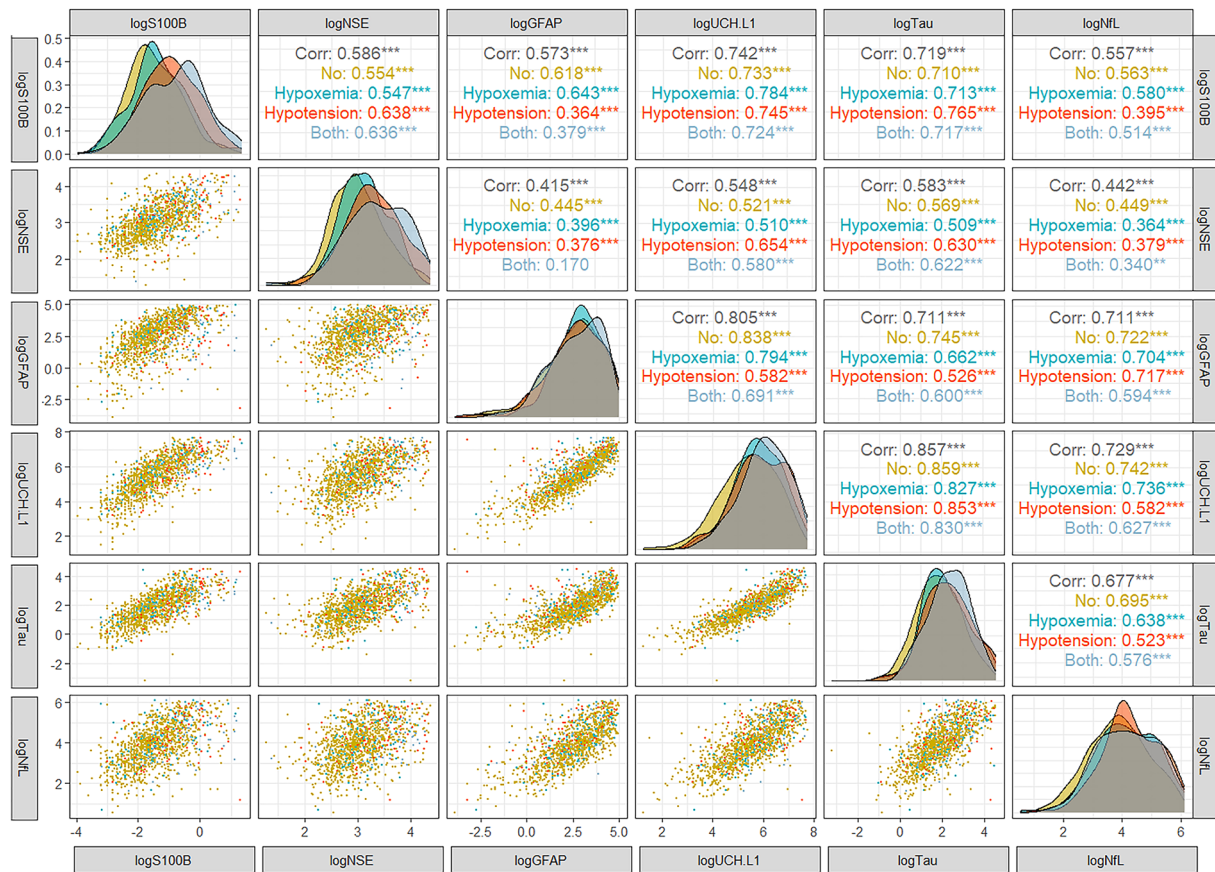 logS100B logNSE logGFAP logUCH.L1 logTau logNfL
logS100B
0.5
0.4
0.3
0.2
0.1
0.0
Corr: 0.586***
No: 0.554***
Hypoxemia: 0.547***
Hypotension: 0.638***
Both: 0.636***
Corr: 0.573***
No: 0.618***
Hypoxemia: 0.643***
Hypotension: 0.364***
Both: 0.379***
Corr: 0.742***
No: 0.733***
Hypoxemia: 0.784***
Hypotension: 0.745***
Both: 0.724***
Corr: 0.719***
No: 0.710***
Hypoxemia: 0.713***
Hypotension: 0.765***
Both: 0.717***
Corr: 0.557***
No: 0.563***
Hypoxemia: 0.580***
Hypotension: 0.395***
Both: 0.514***
logS100B
logNSE
4
3
2
Corr: 0.415***
No: 0.445***
Hypoxemia: 0.396***
Hypotension: 0.376***
Both: 0.170
Corr: 0.548***
No: 0.521***
Hypoxemia: 0.510***
Hypotension: 0.654***
Both: 0.580***
Corr: 0.583***
No: 0.569***
Hypoxemia: 0.509***
Hypotension: 0.630***
Both: 0.622***
Corr: 0.442***
No: 0.449***
Hypoxemia: 0.364***
Hypotension: 0.379***
Both: 0.340**
logNSE
logGFAP
5.0
2.5
0.0
-2.5
Corr: 0.805***
No: 0.838***
Hypoxemia: 0.794***
Hypotension: 0.582***
Both: 0.691***
Corr: 0.711***
No: 0.745***
Hypoxemia: 0.662***
Hypotension: 0.526***
Both: 0.600***
Corr: 0.711***
No: 0.722***
Hypoxemia: 0.704***
Hypotension: 0.717***
Both: 0.594***
logGFAP
logUCH.L1
8
6
4
2
Corr: 0.857***
No: 0.859***
Hypoxemia: 0.827***
Hypotension: 0.853***
Both: 0.830***
Corr: 0.729***
No: 0.742***
Hypoxemia: 0.736***
Hypotension: 0.582***
Both: 0.627***
logUCH.L1
logTau
4
2
0
-2
Corr: 0.677***
No: 0.695***
Hypoxemia: 0.638***
Hypotension: 0.523***
Both: 0.576***
logTau
logNfL
6
4
2
logNfL
-4 -2 0 2 3 4 -2.5 0.0 2.5 5.0 2 4 6 8 -2 0 2 4 2 4 6
logS100B logNSE logGFAP logUCH.L1 logTau logNfL